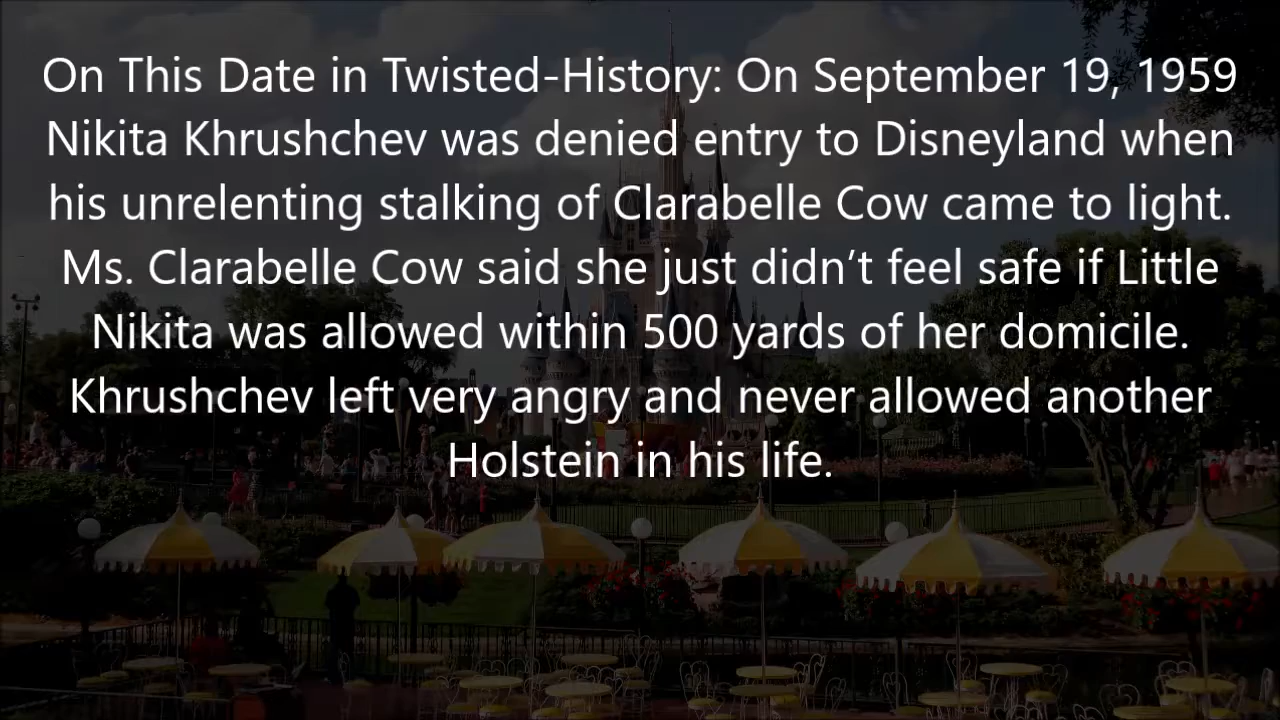 On This Date in Twisted-History: On September 19, 1959
Nikita Khrushchev was denied entry to Disneyland when
his unrelenting stalking of Clarabelle Cow came to light.
Ms. Clarabelle Cow said she just didn’t feel safe if Little
Nikita was allowed within 500 yards of her domicile.
Khrushchev left very angry and never allowed another
Holstein in his life.